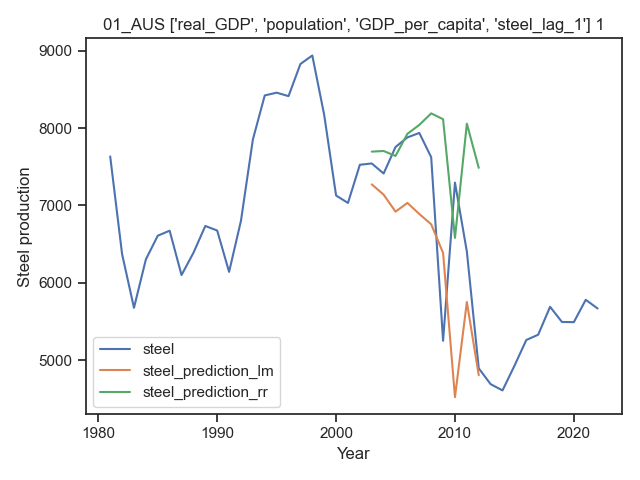 01_AUS ['real_GDP', 'population', 'GDP_per_capita', 'steel_lag_1'] 1
9000
8000
7000
6000
5000
Steel production
steel
steel_prediction_lm
steel_prediction_rr
1980
1990
2000
2010
2020
Year